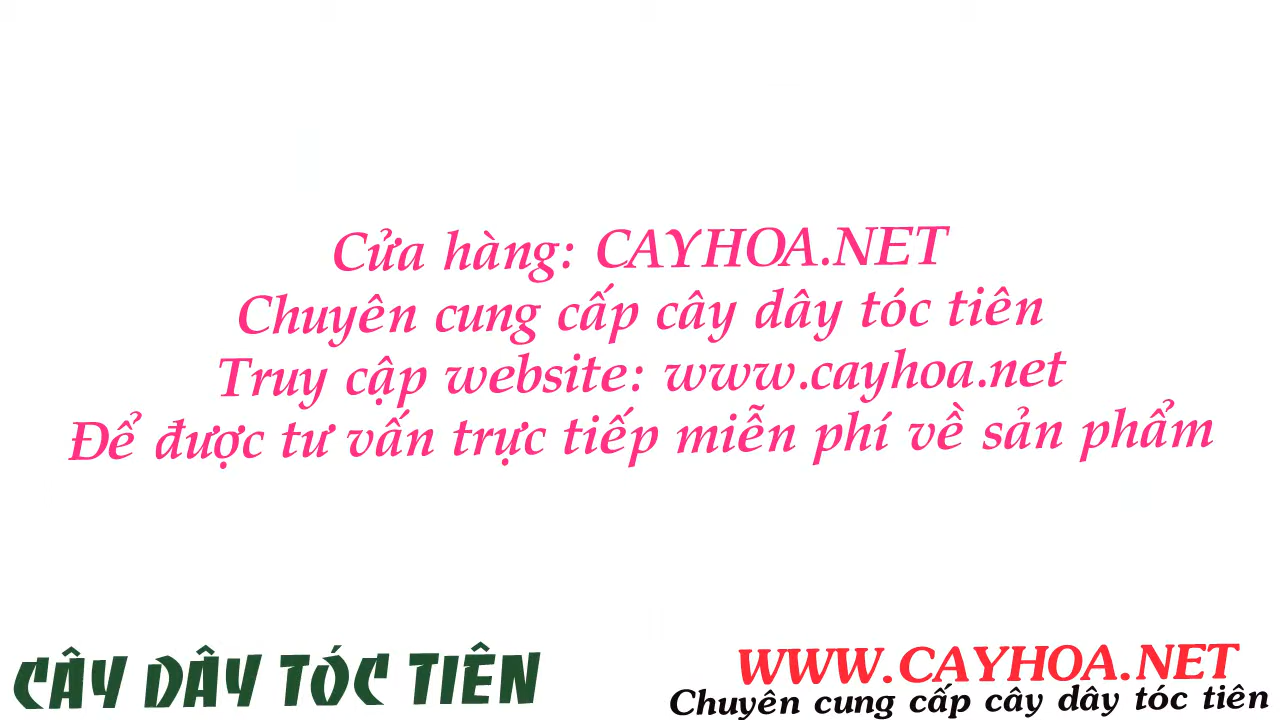 Cửa hàng: CAYHOA.NET
Chuyên cung cấp cây dây tóc tiên
Truy cập website: www.cayhoa.net
Để được tư vấn trực tiếp miễn phí về sản phẩm
CÂY DÂY TÓC TIÊN
WWW.CAYHOA.NET
Chuyên cung cấp cây dây tóc tiên